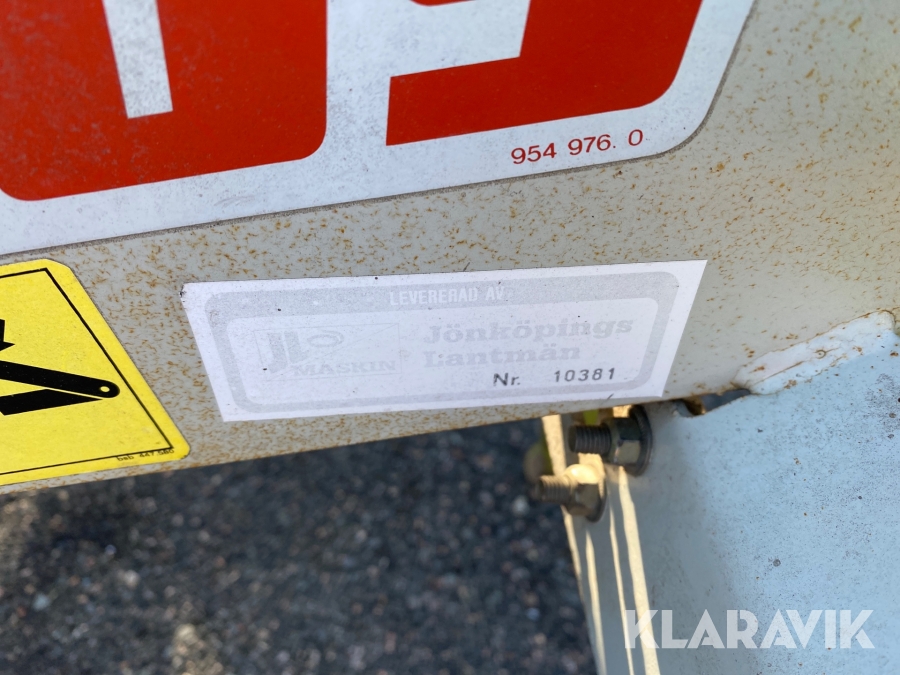 954 976. 0
LEVERERAD AV
JL MASKIN
Jönköpings
Lantmän
Nr. 10381
KLARAVIK